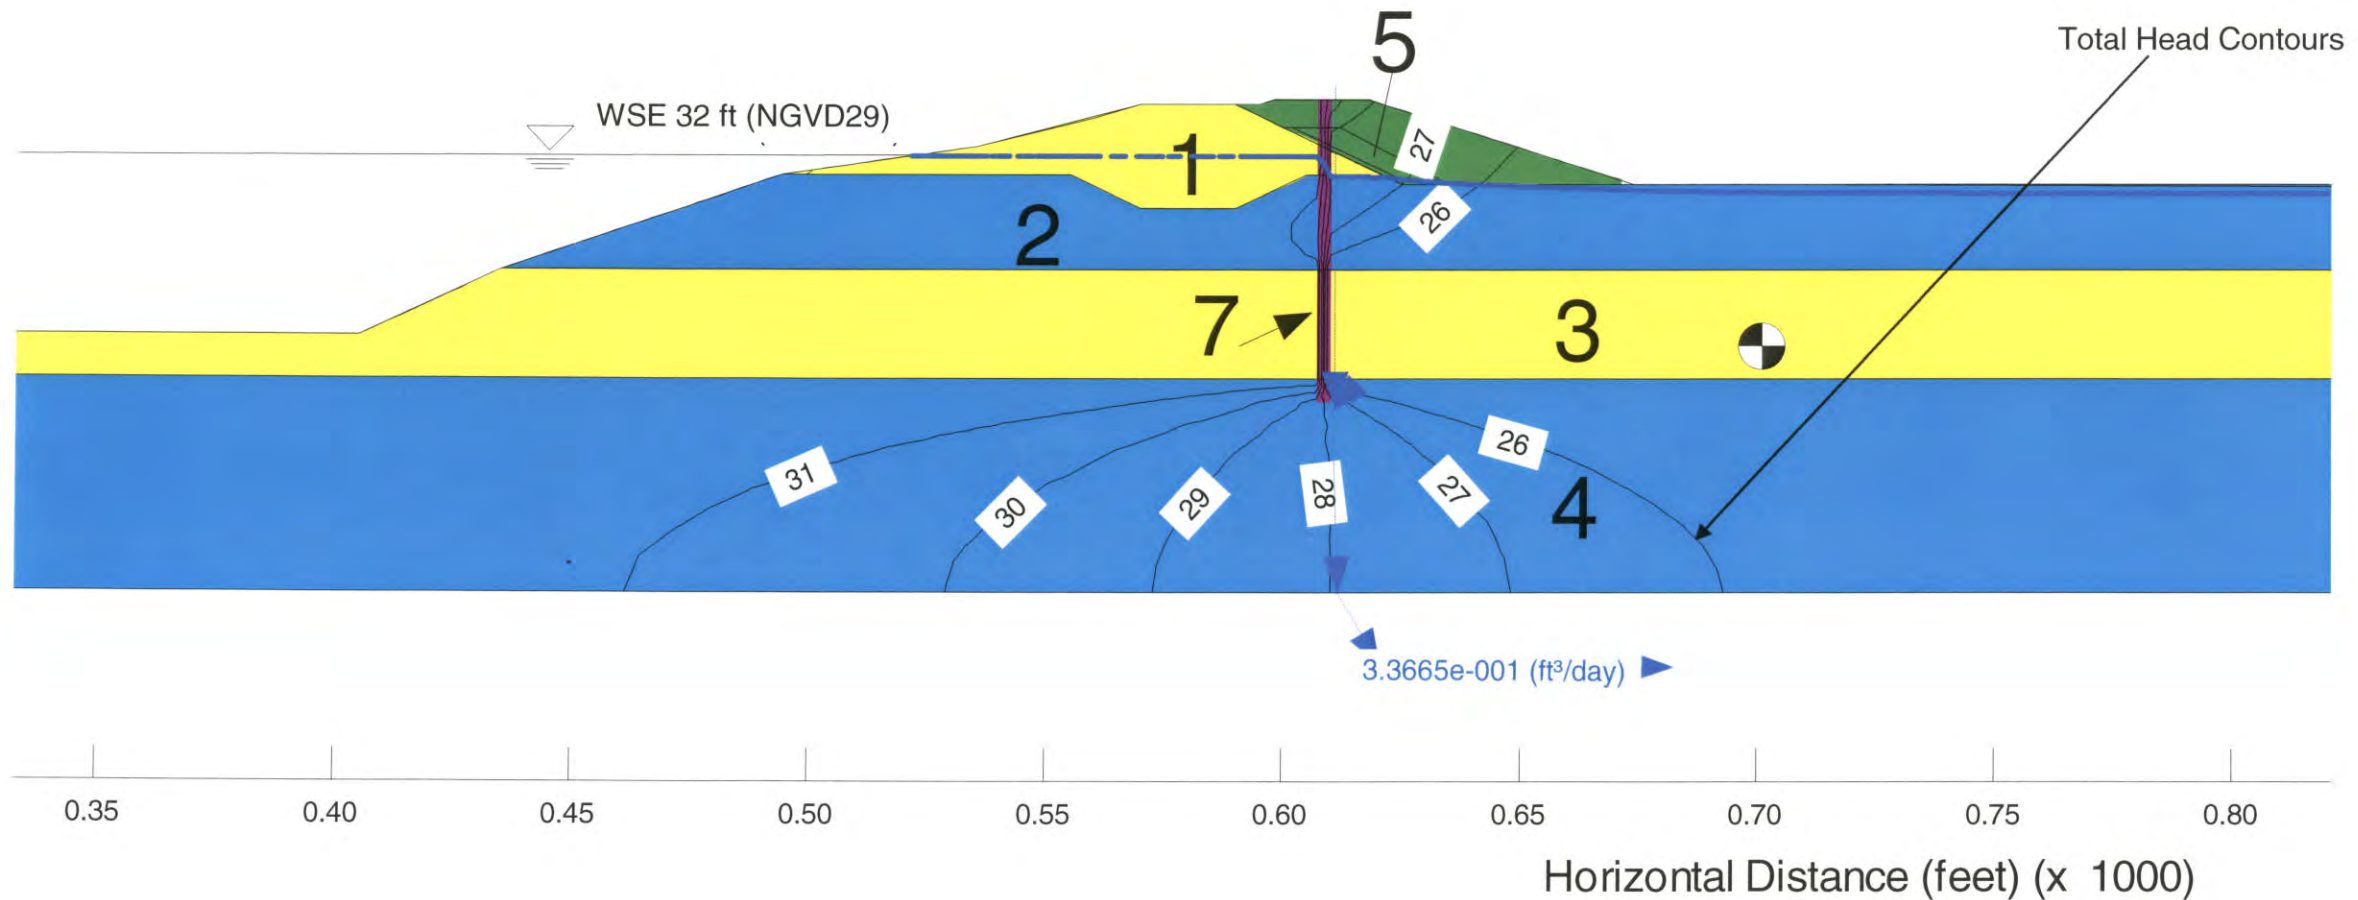 5
Total Head Contours
WSE 32 ft (NGVD29)
1
27
2
26
7
3
31
30
29
28
27
26
4
3.3665e-001 (ft³/day)
0.35 0.40 0.45 0.50 0.55 0.60 0.65 0.70 0.75 0.80
Horizontal Distance (feet) (x 1000)